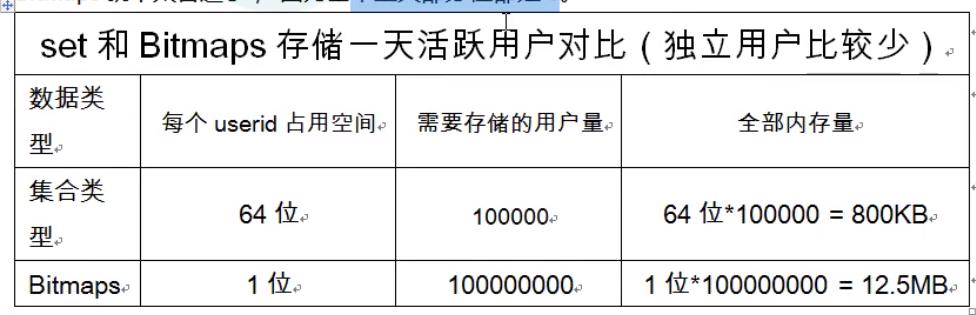 set 和 Bitmaps 存储一天活跃用户对比（独立用户比较少）
数据类型
每个 userid 占用空间
需要存储的用户量
全部内存量
集合类型
64 位
100000
64 位*100000 = 800KB
Bitmaps
1 位
100000000
1 位*100000000 = 12.5MB